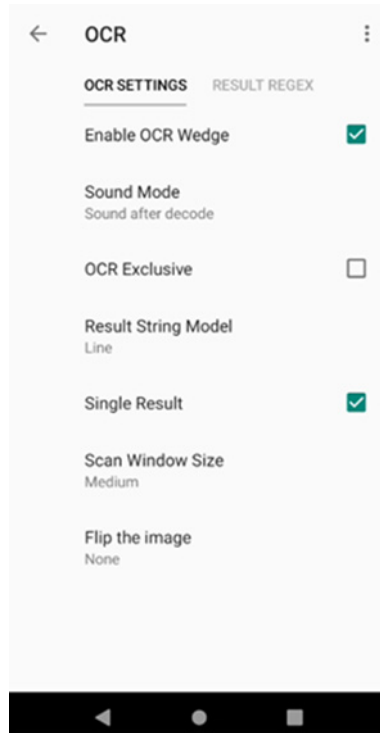 OCR
OCR SETTINGS RESULT REGEX
Enable OCR Wedge
Sound Mode
Sound after decode
OCR Exclusive
Result String Model
Line
Single Result
Scan Window Size
Medium
Flip the image
None